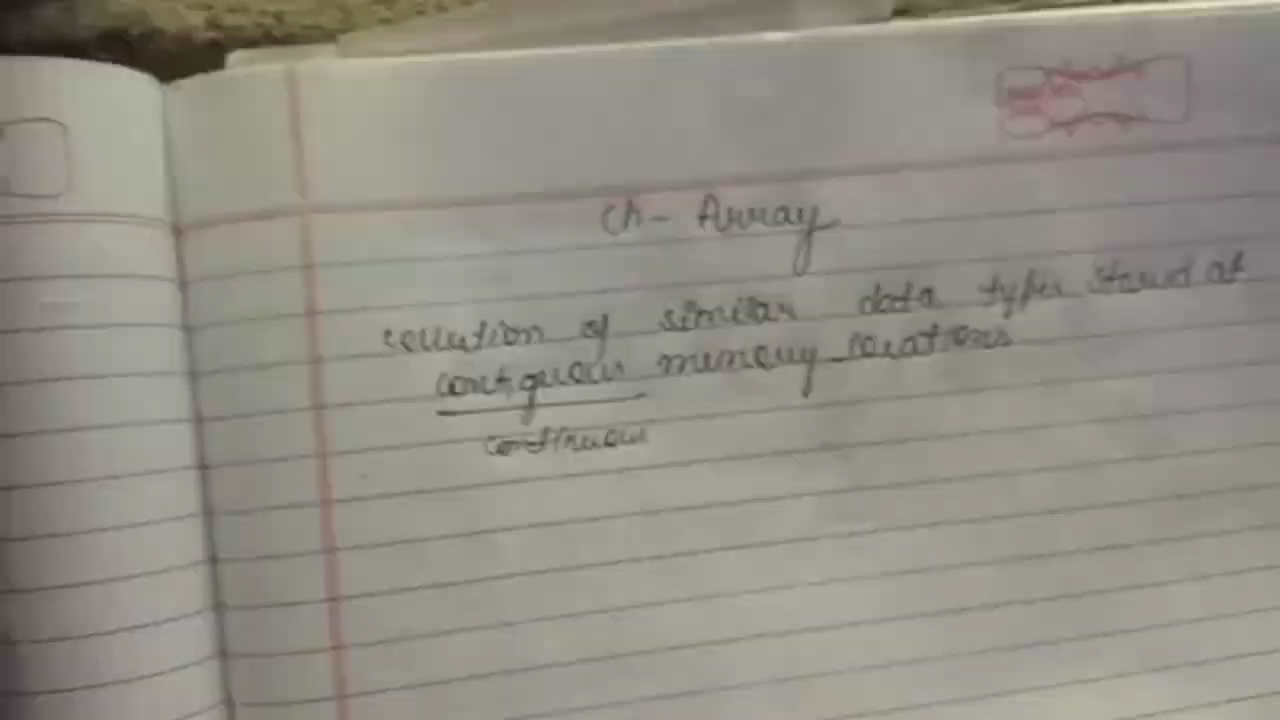 Ch - Array
collection of similar data types stored at
contiguous memory locations
continuous